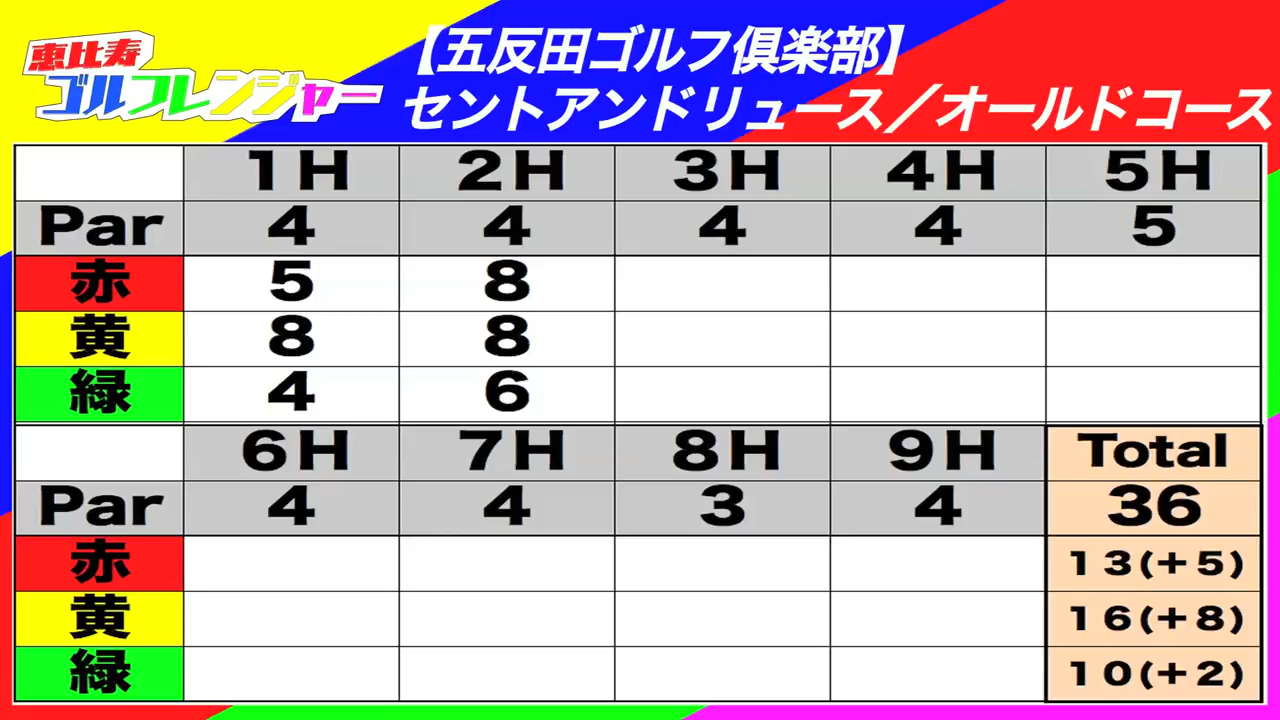 恵比寿
ゴルフレンジャー
【五反田ゴルフ倶楽部】
セントアンドリュース／オールドコース
1H 2H 3H 4H 5H
Par 4 4 4 4 5
赤 5 8
黄 8 8
緑 4 6
6H 7H 8H 9H Total
Par 4 4 3 4 36
赤 13(+5)
黄 16(+8)
緑 10(+2)